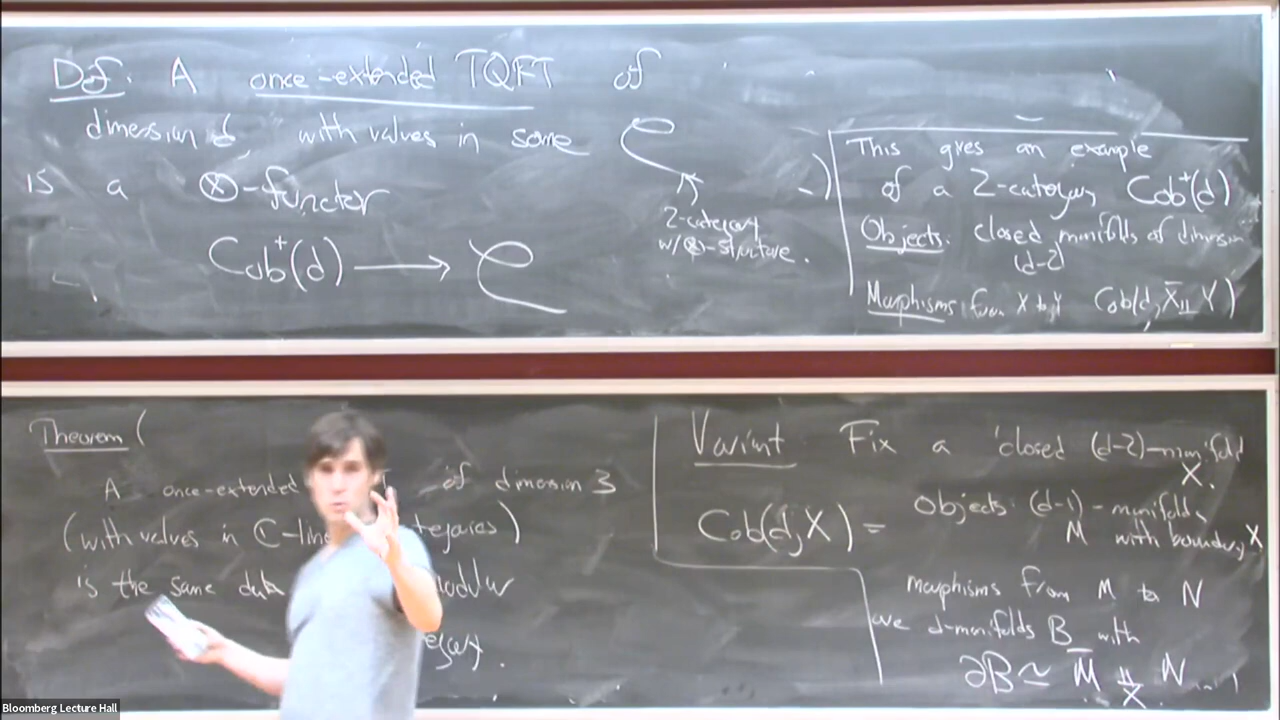 Def. A once-extended TQFT of
dimension d, with values in some C
is a ⊗-functor
Cob⁺(d) ⟶ C
2-category
w/ ⊗-structure.
This gives an example
of a 2-category Cob⁺(d)
Objects: closed manifolds of dimension
(d-2)
Morphisms from X to Y Cob(d, X̄ ⨿ Y)
Theorem (
A once-extended of dimension 3
(with values in ℂ-line
is the same data
Variant Fix a closed (d-2)-manifold
X.
Cob(d, X) =
Objects: (d-1)-manifolds
M with boundary X
morphisms from M to N
are d-manifolds B with
∂B ≃ M̄ ⨿_X N
Bloomberg Lecture Hall